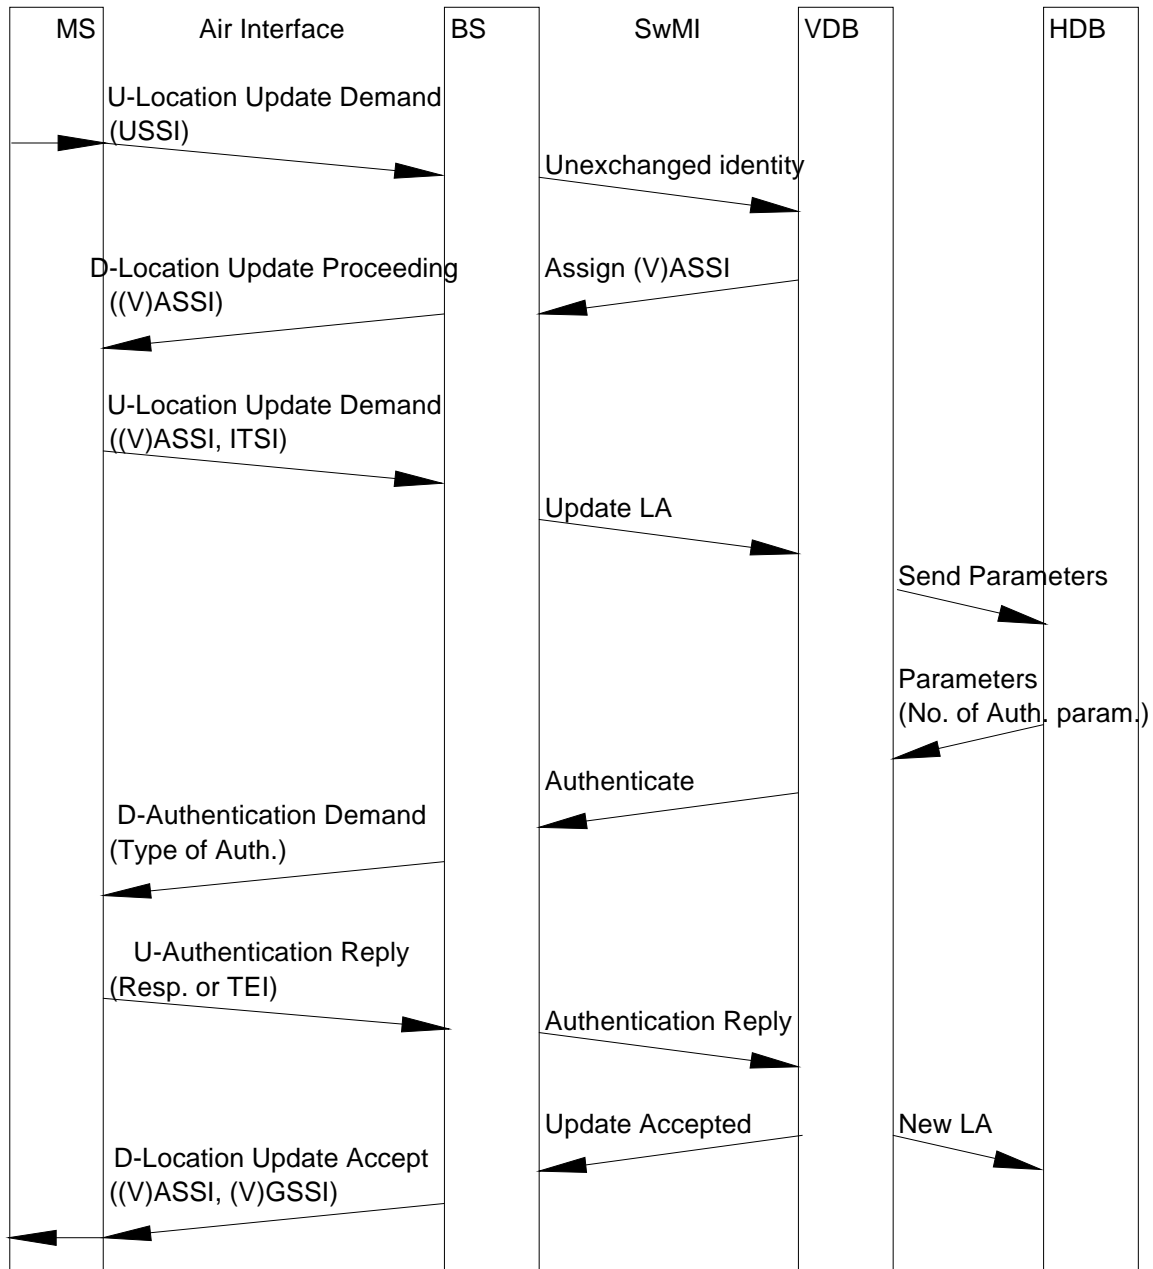 MS Air Interface BS SwMI VDB HDB
U-Location Update Demand
(USSI)
Unexchanged identity
D-Location Update Proceeding
((V)ASSI)
Assign (V)ASSI
U-Location Update Demand
((V)ASSI, ITSI)
Update LA
Send Parameters
Parameters
(No. of Auth. param.)
Authenticate
D-Authentication Demand
(Type of Auth.)
U-Authentication Reply
(Resp. or TEI)
Authentication Reply
Update Accepted
New LA
D-Location Update Accept
((V)ASSI, (V)GSSI)